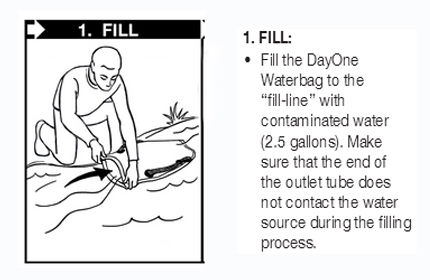 1. FILL
1. FILL:
• Fill the DayOne
Waterbag to the
“fill-line” with
contaminated water
(2.5 gallons). Make
sure that the end of
the outlet tube does
not contact the water
source during the filling
process.